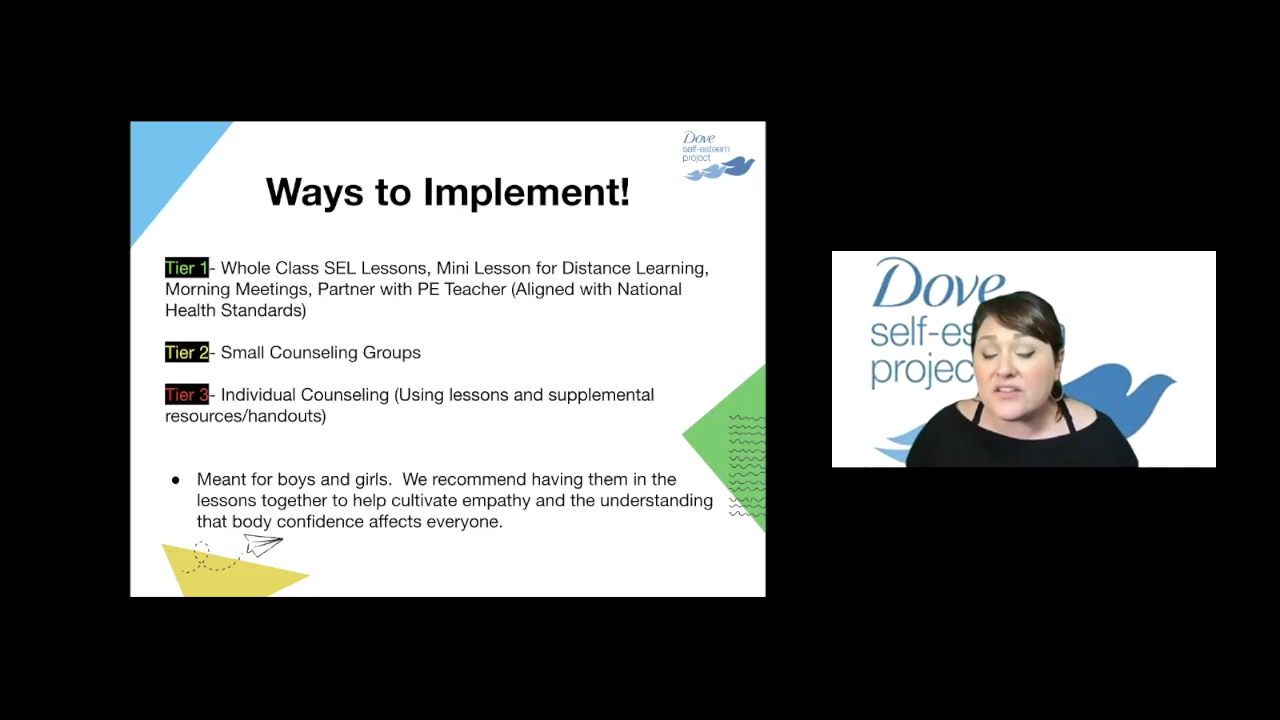 Dove
self-esteem
project
Ways to Implement!
Tier 1- Whole Class SEL Lessons, Mini Lesson for Distance Learning,
Morning Meetings, Partner with PE Teacher (Aligned with National
Health Standards)
Tier 2- Small Counseling Groups
Tier 3- Individual Counseling (Using lessons and supplemental
resources/handouts)
● Meant for boys and girls.  We recommend having them in the
lessons together to help cultivate empathy and the understanding
that body confidence affects everyone.
Dove
self-es m
projec